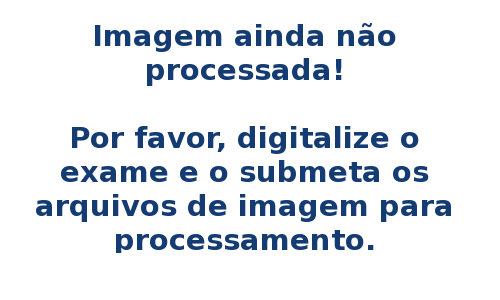 Imagem ainda não
processada!
Por favor, digitalize o
exame e o submeta os
arquivos de imagem para
processamento.